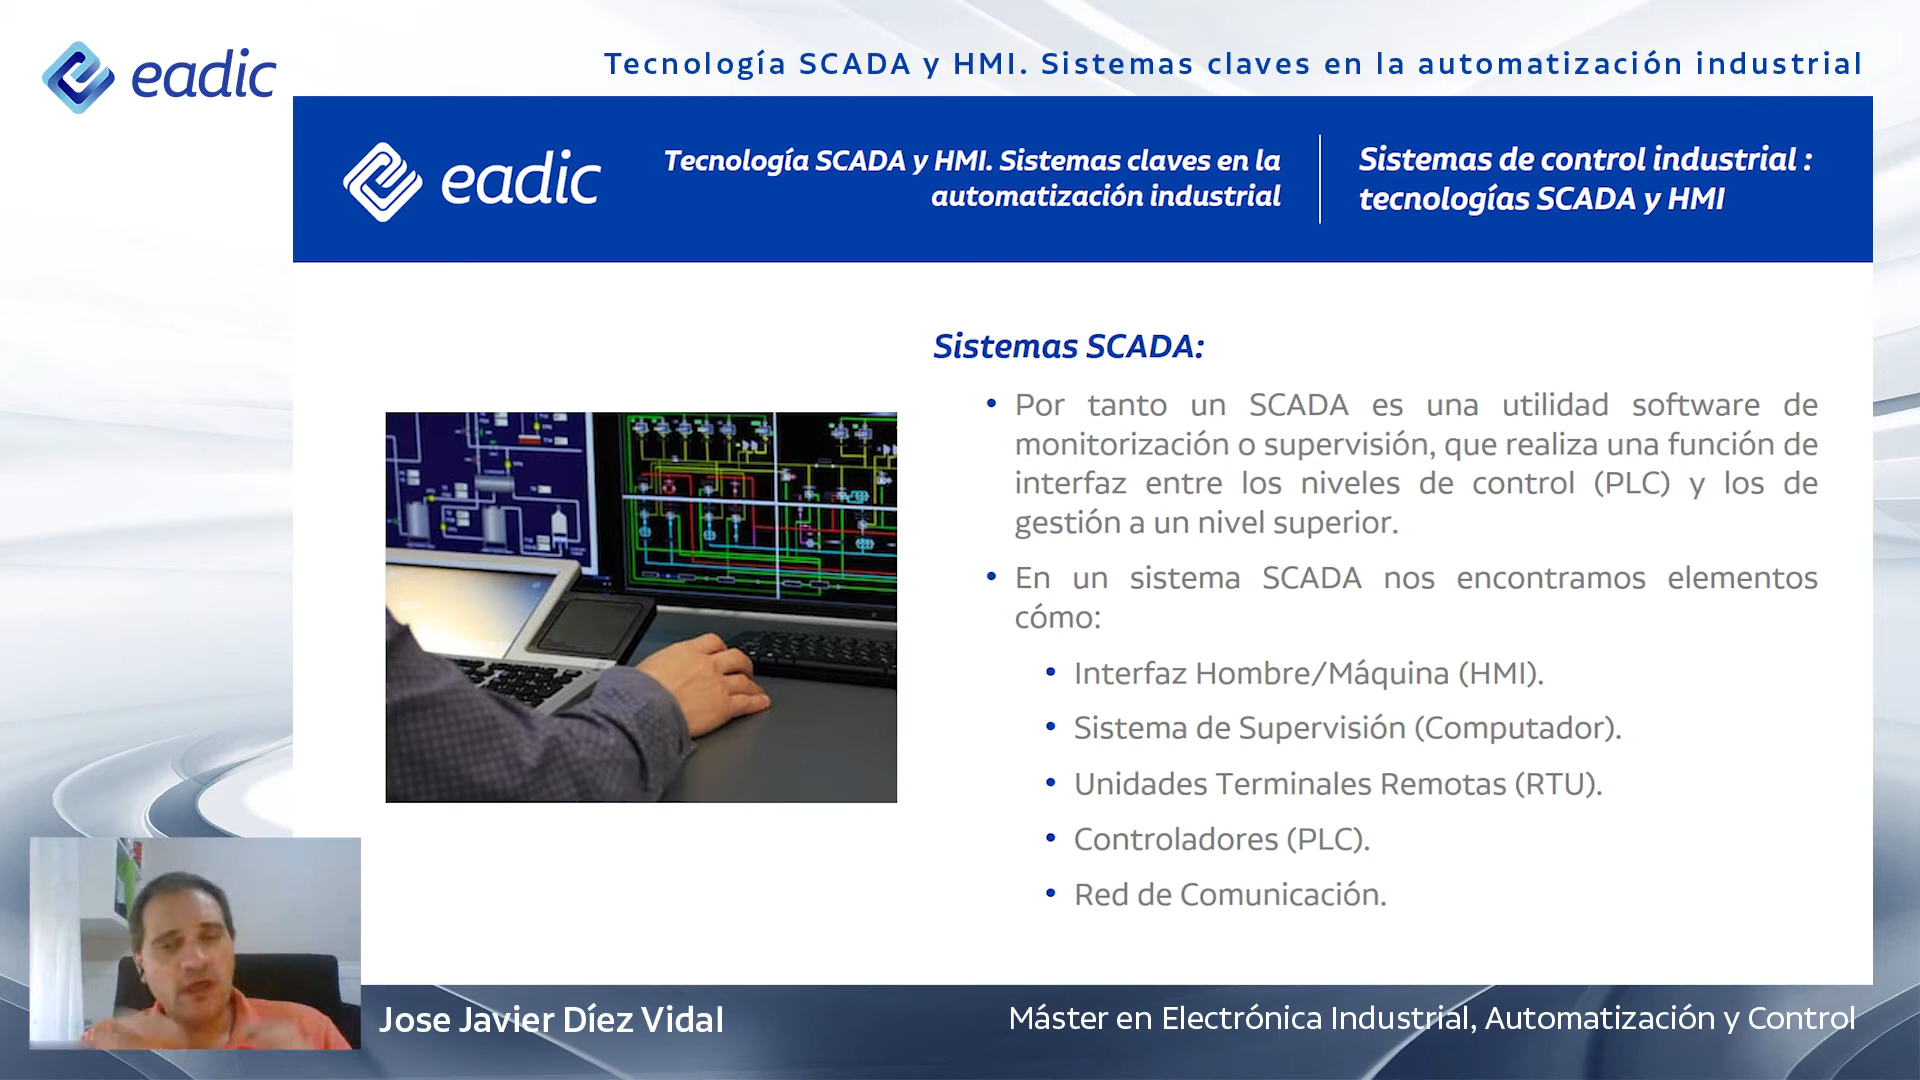 eadic
Tecnología SCADA y HMI. Sistemas claves en la automatización industrial
eadic
Tecnología SCADA y HMI. Sistemas claves en la
automatización industrial
Sistemas de control industrial :
tecnologías SCADA y HMI
Sistemas SCADA:
• Por tanto un SCADA es una utilidad software de
monitorización o supervisión, que realiza una función de
interfaz entre los niveles de control (PLC) y los de
gestión a un nivel superior.
• En un sistema SCADA nos encontramos elementos
cómo:
• Interfaz Hombre/Máquina (HMI).
• Sistema de Supervisión (Computador).
• Unidades Terminales Remotas (RTU).
• Controladores (PLC).
• Red de Comunicación.
Jose Javier Díez Vidal
Máster en Electrónica Industrial, Automatización y Control